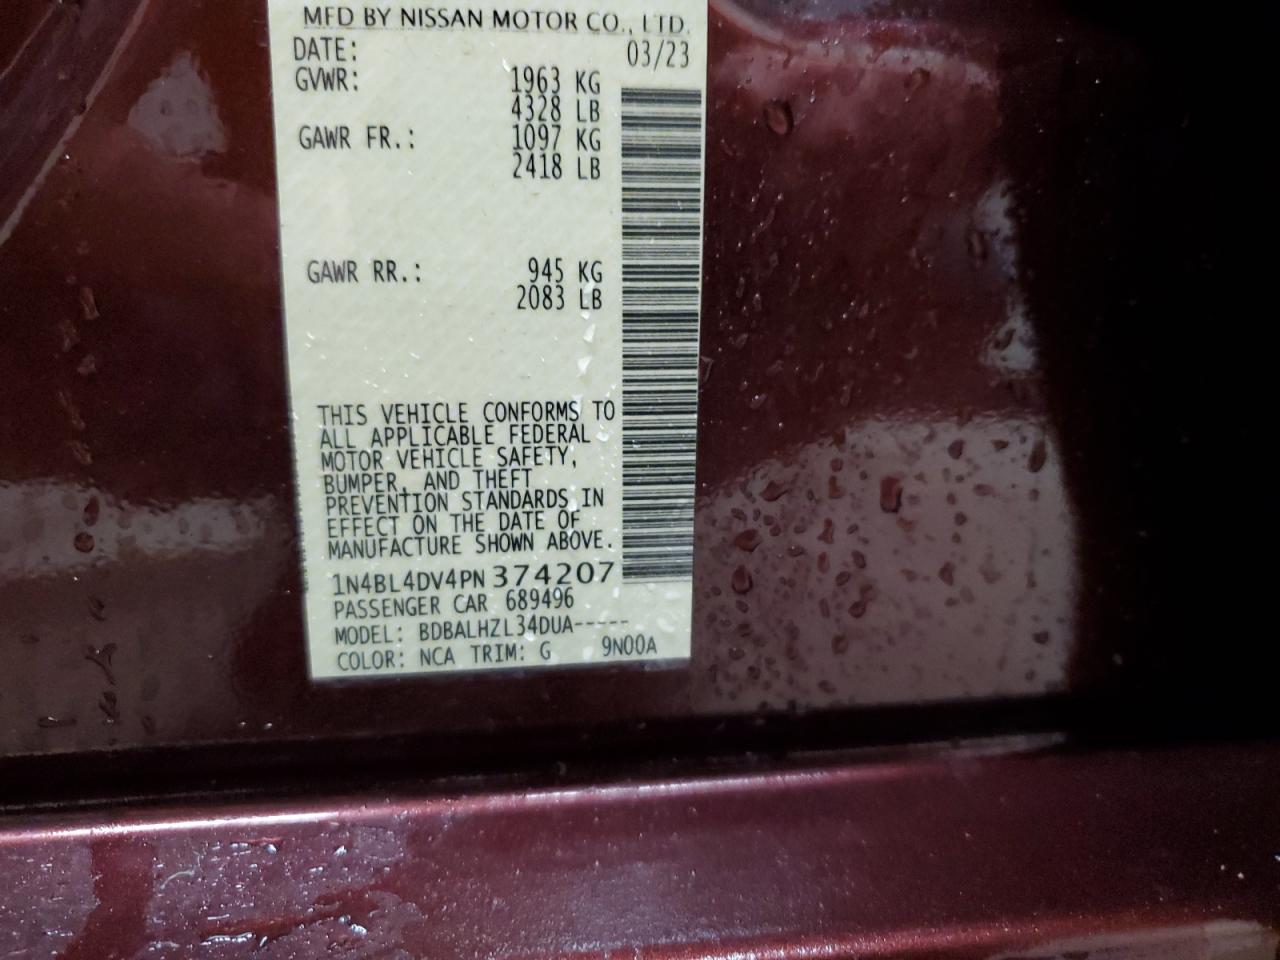 MFD BY NISSAN MOTOR CO., LTD.
DATE: 03/23
GVWR: 1963 KG
4328 LB
GAWR FR.: 1097 KG
2418 LB
GAWR RR.: 945 KG
2083 LB
THIS VEHICLE CONFORMS TO
ALL APPLICABLE FEDERAL
MOTOR VEHICLE SAFETY,
BUMPER, AND THEFT
PREVENTION STANDARDS IN
EFFECT ON THE DATE OF
MANUFACTURE SHOWN ABOVE.
1N4BL4DV4PN374207
PASSENGER CAR 689496
MODEL: BDBALHZL34DUA-----
COLOR: NCA TRIM: G 9N00A